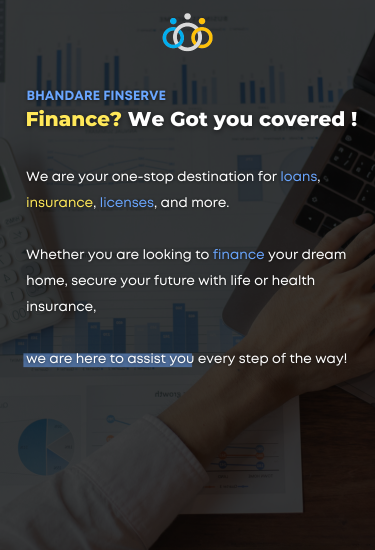 BHANDARE FINSERVE
Finance? We Got you covered !
We are your one-stop destination for loans,
insurance, licenses, and more.
Whether you are looking to finance your dream
home, secure your future with life or health
insurance,
we are here to assist you every step of the way!